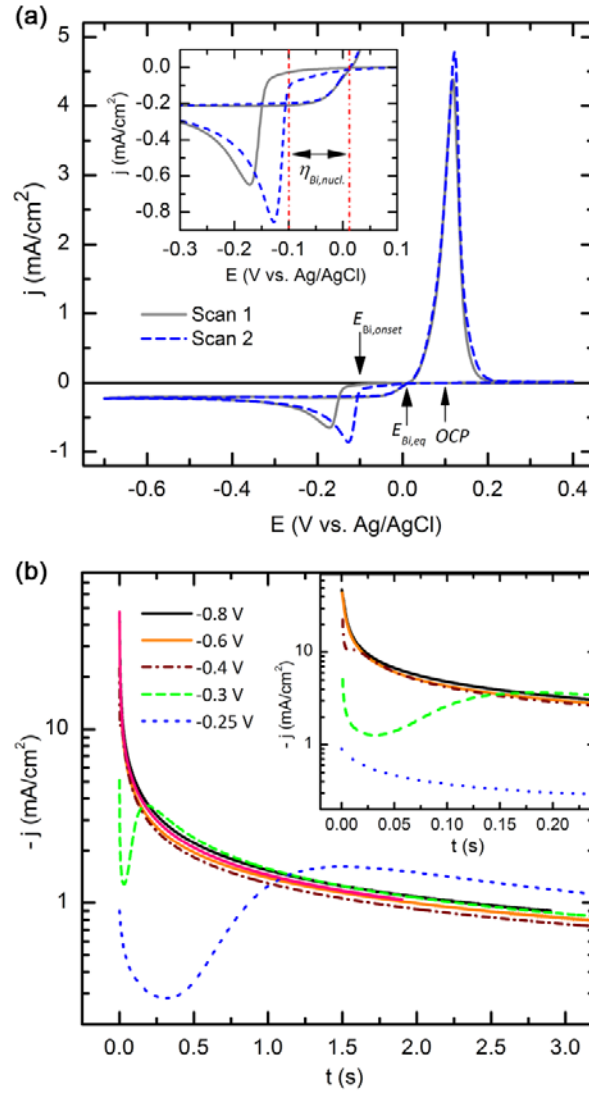 (a)
5
4
3
2
1
0
-1
j (mA/cm²)
0.0
-0.2
-0.4
-0.6
-0.8
j (mA/cm²)
η_Bi,nucl.
-0.3 -0.2 -0.1 0.0 0.1
E (V vs. Ag/AgCl)
Scan 1
Scan 2
E_Bi,onset
E_Bi,eq
OCP
-0.6 -0.4 -0.2 0.0 0.2 0.4
E (V vs. Ag/AgCl)
(b)
-0.8 V
-0.6 V
-0.4 V
-0.3 V
-0.25 V
10
1
- j (mA/cm²)
10
1
- j (mA/cm²)
0.00 0.05 0.10 0.15 0.20
t (s)
0.0 0.5 1.0 1.5 2.0 2.5 3.0
t (s)